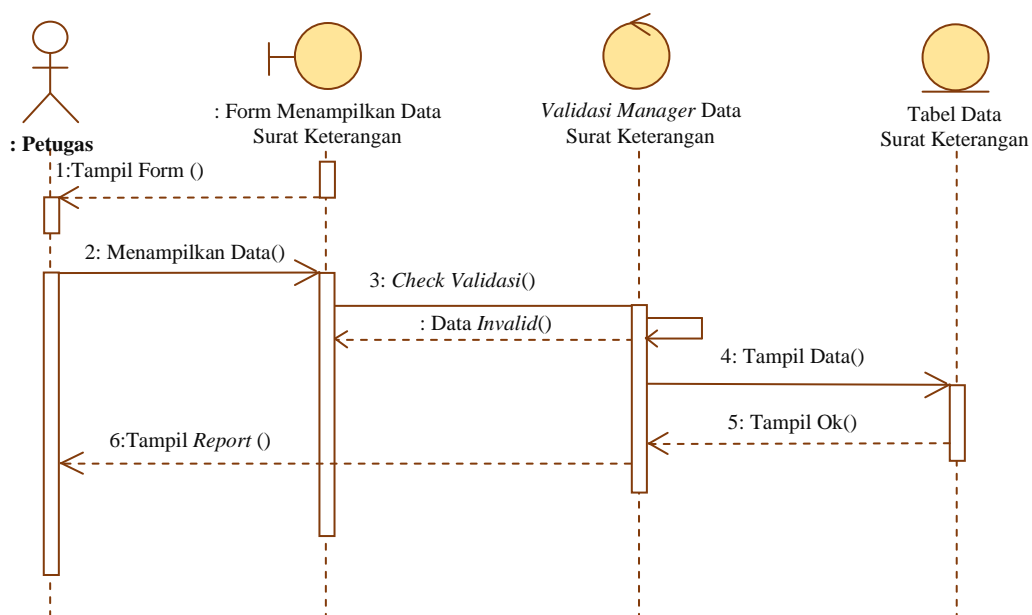 : Petugas
: Form Menampilkan Data
Surat Keterangan
Validasi Manager Data
Surat Keterangan
Tabel Data
Surat Keterangan
1:Tampil Form ()
2: Menampilkan Data()
3: Check Validasi()
: Data Invalid()
4: Tampil Data()
5: Tampil Ok()
6:Tampil Report ()